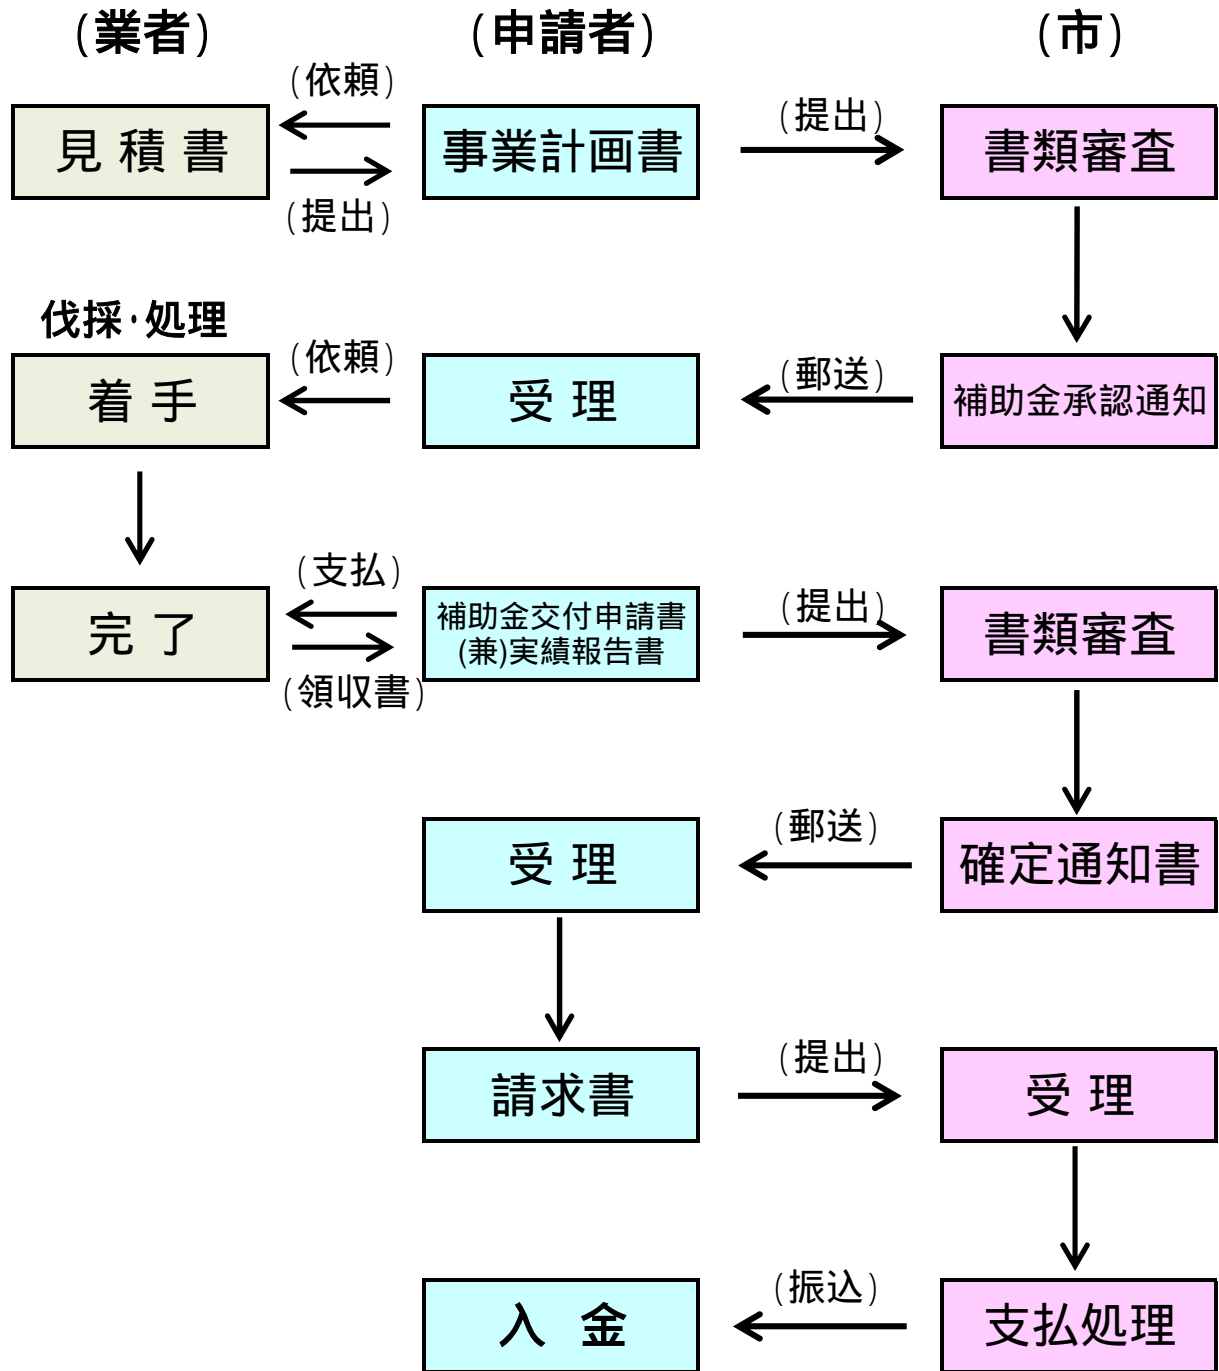 (業者)
(申請者)
(市)
(依頼)
(提出)
見積書
事業計画書
書類審査
(提出)
伐採・処理
(依頼)
(郵送)
着手
受理
補助金承認通知
(支払)
(提出)
完了
補助金交付申請書
(兼)実績報告書
書類審査
(領収書)
(郵送)
受理
確定通知書
(提出)
請求書
受理
(振込)
入金
支払処理